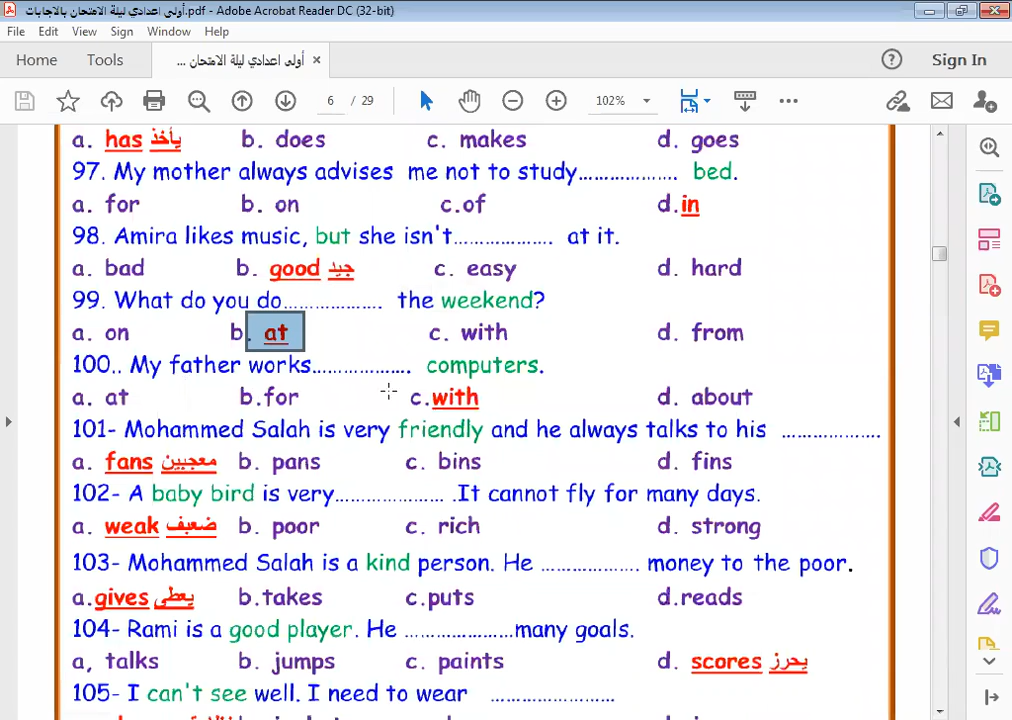 أولى اعدادي ليلة الامتحان بالاجابات.pdf - Adobe Acrobat Reader DC (32-bit)
File Edit View Sign Window Help
Home Tools أولى اعدادي ليلة الامتحان ... × ? Sign In
6 / 29 102%
a. has يأخذ b. does c. makes d. goes
97. My mother always advises me not to study.................. bed.
a. for b. on c.of d.in
98. Amira likes music, but she isn't.................. at it.
a. bad b. good جيد c. easy d. hard
99. What do you do.................. the weekend?
a. on b. at c. with d. from
100.. My father works.................. computers.
a. at b.for c.with d. about
101- Mohammed Salah is very friendly and he always talks to his ..................
a. fans معجبين b. pans c. bins d. fins
102- A baby bird is very.................. .It cannot fly for many days.
a. weak ضعيف b. poor c. rich d. strong
103- Mohammed Salah is a kind person. He .................. money to the poor.
a.gives يعطى b.takes c.puts d.reads
104- Rami is a good player. He ....................many goals.
a, talks b. jumps c. paints d. scores يحرز
105- I can't see well. I need to wear ......................